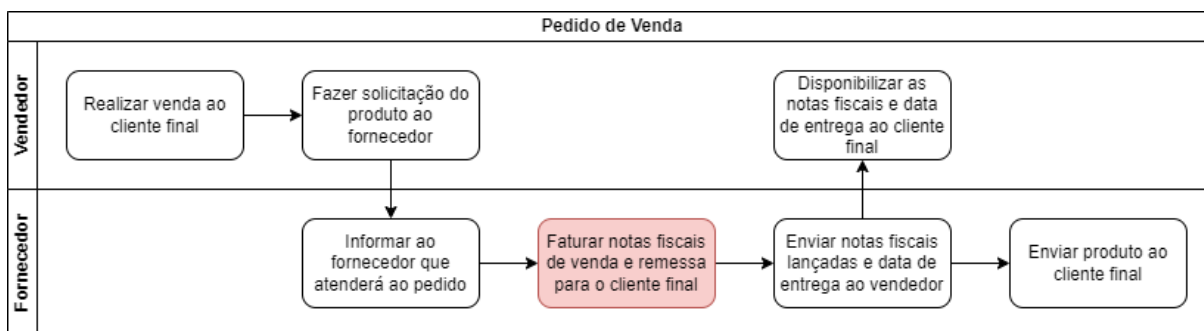 Pedido de Venda
Vendedor
Realizar venda ao
cliente final
Fazer solicitação do
produto ao
fornecedor
Disponibilizar as
notas fiscais e data
de entrega ao cliente
final
Fornecedor
Informar ao
fornecedor que
atenderá ao pedido
Faturar notas fiscais
de venda e remessa
para o cliente final
Enviar notas fiscais
lançadas e data de
entrega ao vendedor
Enviar produto ao
cliente final